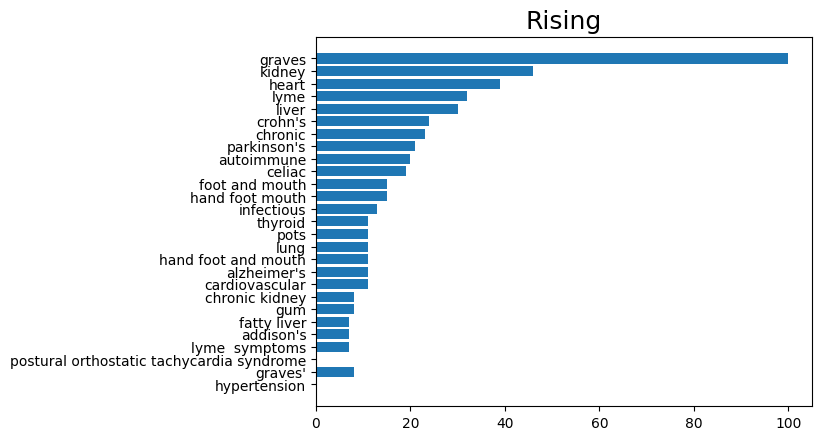 Rising
graves
kidney
heart
lyme
liver
crohn's
chronic
parkinson's
autoimmune
celiac
foot and mouth
hand foot mouth
infectious
thyroid
pots
lung
hand foot and mouth
alzheimer's
cardiovascular
chronic kidney
gum
fatty liver
addison's
lyme  symptoms
postural orthostatic tachycardia syndrome
graves'
hypertension
0 20 40 60 80 100